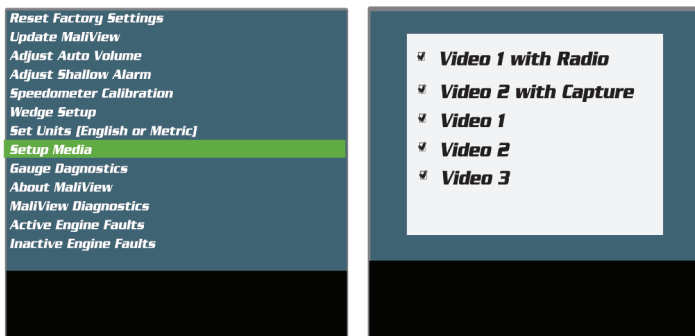 Reset Factory Settings
Update MaliView
Adjust Auto Volume
Adjust Shallow Alarm
Speedometer Calibration
Wedge Setup
Set Units [English or Metric]
Setup Media
Gauge Dagnostics
About MaliView
MaliView Diagnostics
Active Engine Faults
Inactive Engine Faults
Video 1 with Radio
Video 2 with Capture
Video 1
Video 2
Video 3